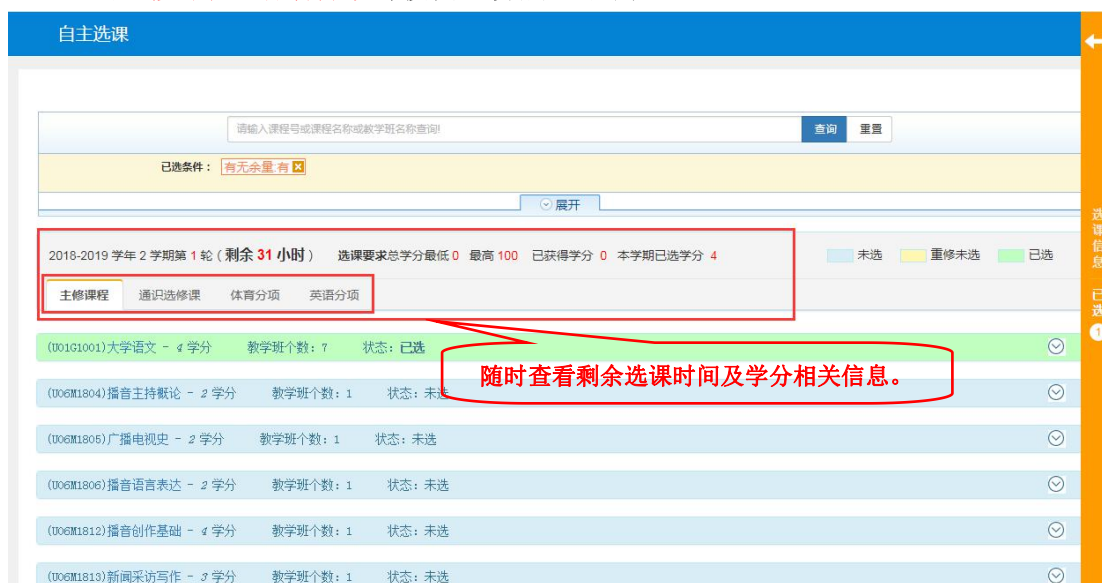 自主选课
请输入课程号或课程名称或教学班名称查询! 查询 重置
已选条件： 有无余量:有
展开
2018-2019 学年 2 学期第 1 轮（剩余 31 小时） 选课要求总学分最低 0 最高 100 已获得学分 0 本学期已选学分 4 未选 重修未选 已选
主修课程 通识选修课 体育分项 英语分项
(U01G1001)大学语文 - 4 学分 教学班个数: 7 状态: 已选
随时查看剩余选课时间及学分相关信息。
(U06M1804)播音主持概论 - 2 学分 教学班个数: 1 状态: 未选
(U06M1805)广播电视史 - 2 学分 教学班个数: 1 状态: 未选
(U06M1806)播音语言表达 - 2 学分 教学班个数: 1 状态: 未选
(U06M1812)播音创作基础 - 4 学分 教学班个数: 1 状态: 未选
(U06M1813)新闻采访写作 - 3 学分 教学班个数: 1 状态: 未选
选课信息 已选 1